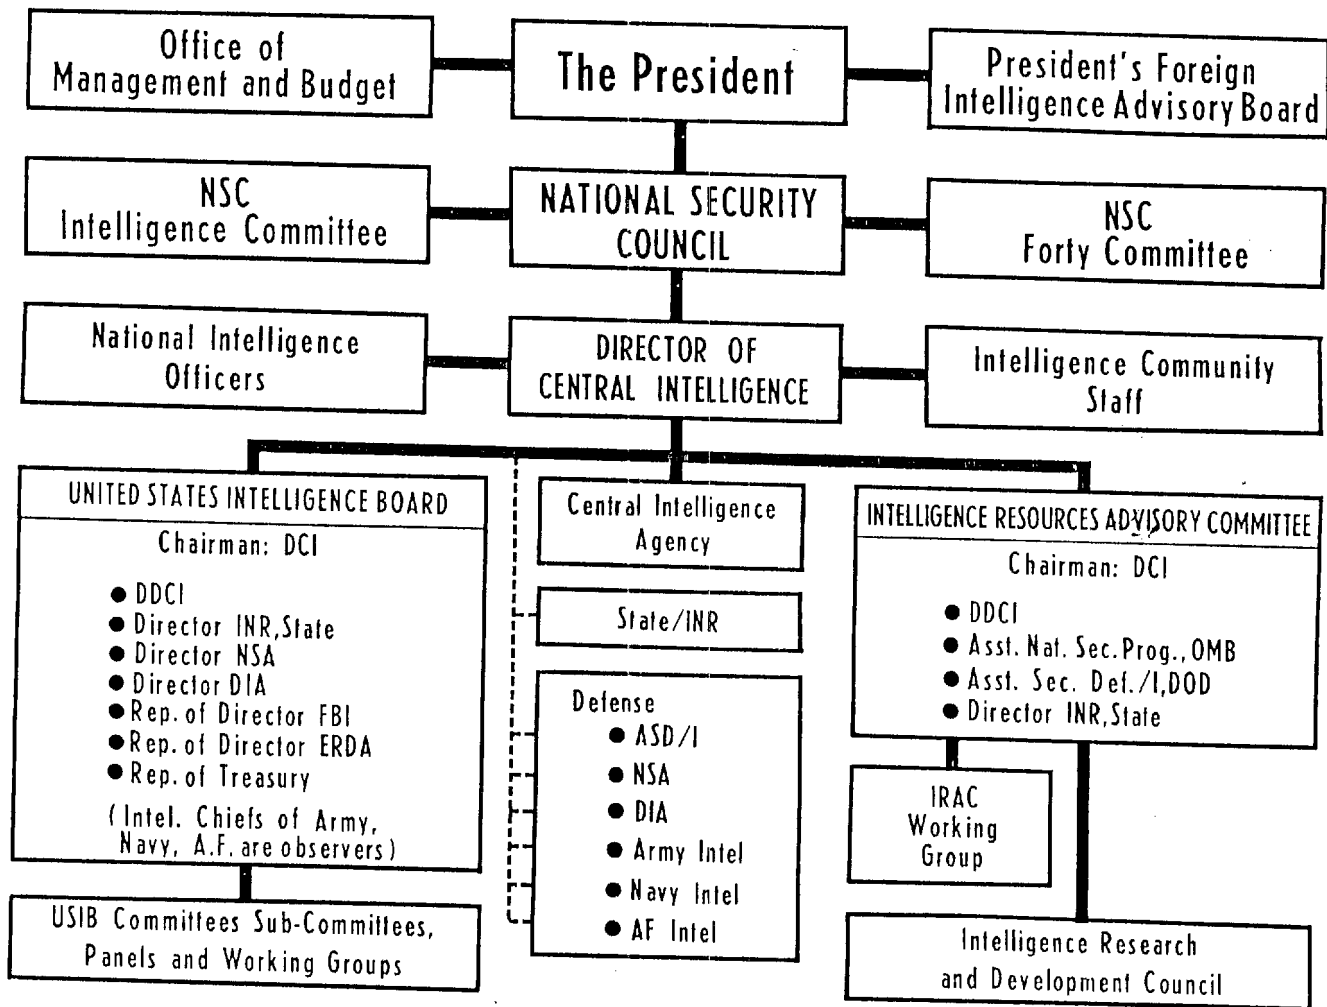 Office of
Management and Budget
The President
President's Foreign
Intelligence Advisory Board
NSC
Intelligence Committee
NATIONAL SECURITY
COUNCIL
NSC
Forty Committee
National Intelligence
Officers
DIRECTOR OF
CENTRAL INTELLIGENCE
Intelligence Community
Staff
UNITED STATES INTELLIGENCE BOARD
Chairman: DCI
● DDCI
● Director INR,State
● Director NSA
● Director DIA
● Rep. of Director FBI
● Rep. of Director ERDA
● Rep. of Treasury
(Intel. Chiefs of Army,
Navy, A.F. are observers)
USIB Committees Sub-Committees,
Panels and Working Groups
Central Intelligence
Agency
State/INR
Defense
● ASD/I
● NSA
● DIA
● Army Intel
● Navy Intel
● AF Intel
INTELLIGENCE RESOURCES ADVISORY COMMITTEE
Chairman: DCI
● DDCI
● Asst. Nat. Sec. Prog., OMB
● Asst. Sec. Def./I,DOD
● Director INR,State
IRAC
Working
Group
Intelligence Research
and Development Council